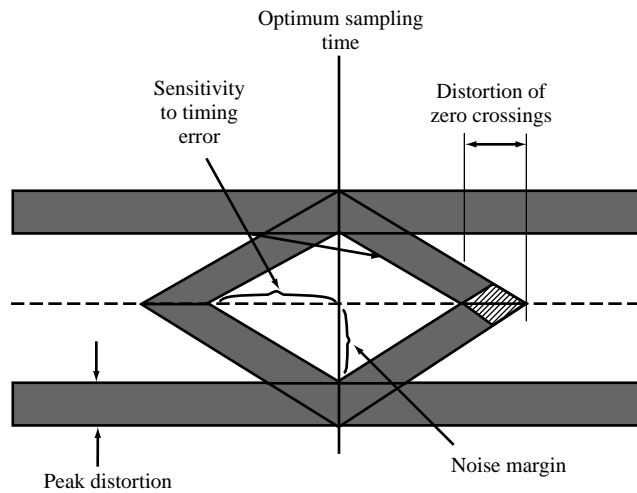 Optimum sampling
time
Sensitivity
to timing
error
Distortion of
zero crossings
Noise margin
Peak distortion